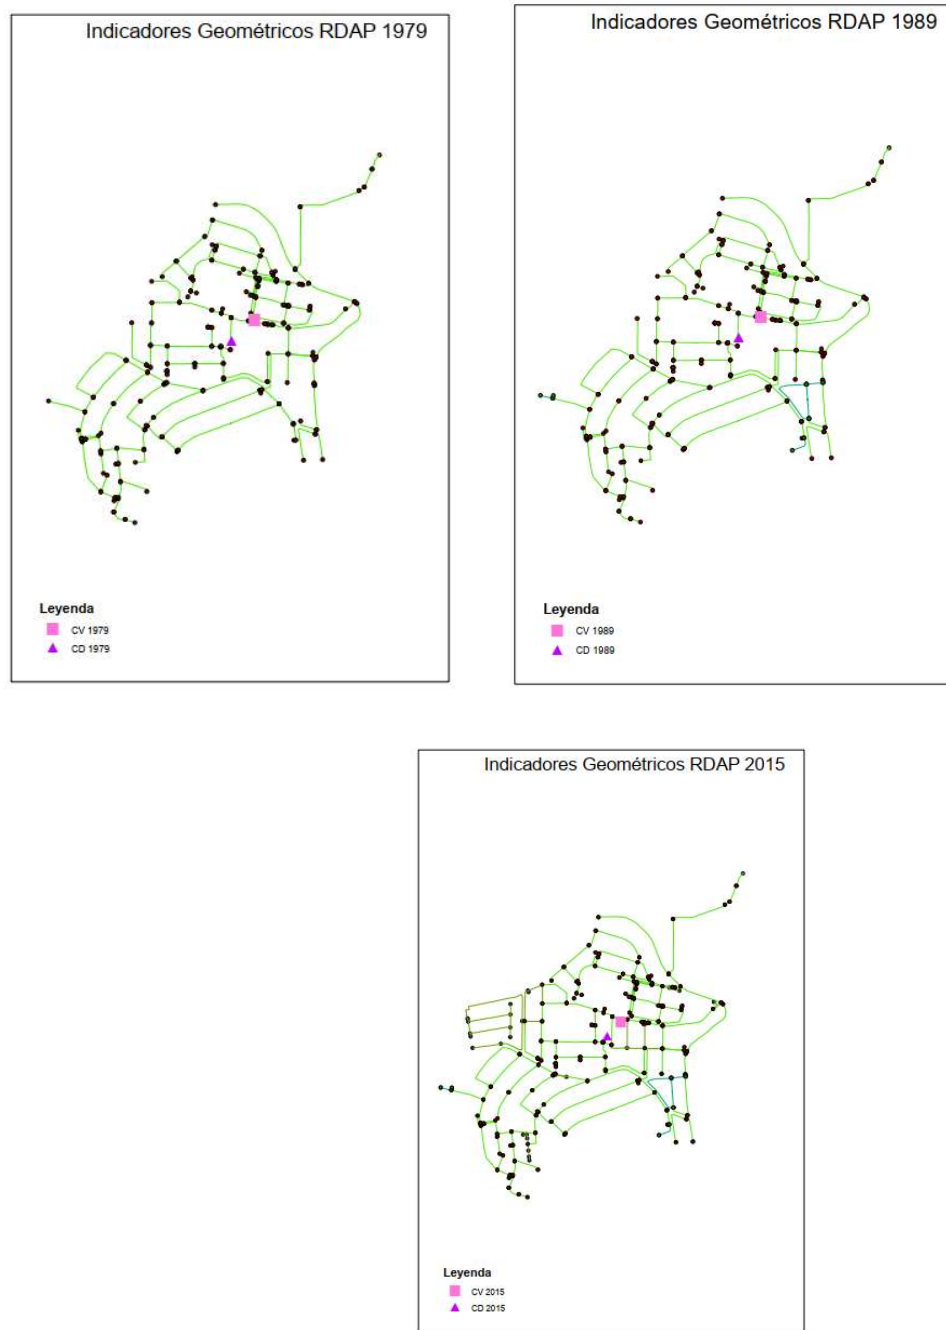 Indicadores Geométricos RDAP 1979
Leyenda
CV 1979
CD 1979
Indicadores Geométricos RDAP 1989
Leyenda
CV 1989
CD 1989
Indicadores Geométricos RDAP 2015
Leyenda
CV 2015
CD 2015